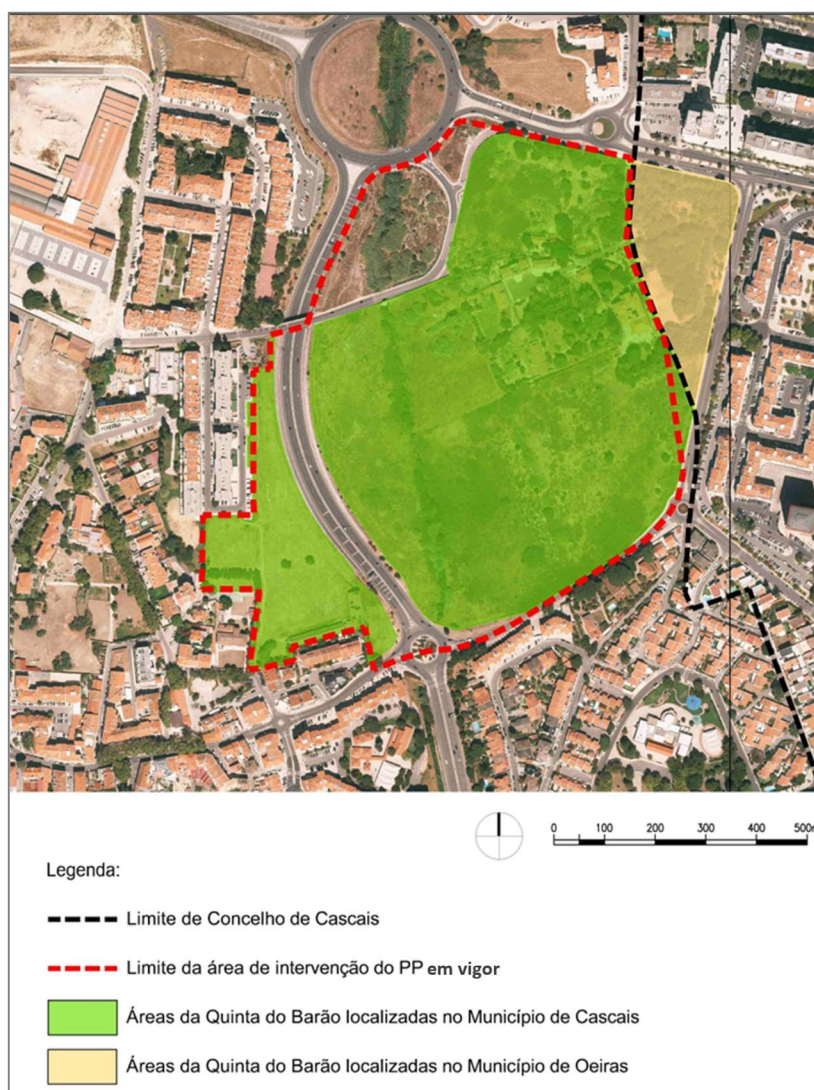 0 100 200 300 400 500m
Legenda:
Limite de Concelho de Cascais
Limite da área de intervenção do PP em vigor
Áreas da Quinta do Barão localizadas no Município de Cascais
Áreas da Quinta do Barão localizadas no Município de Oeiras